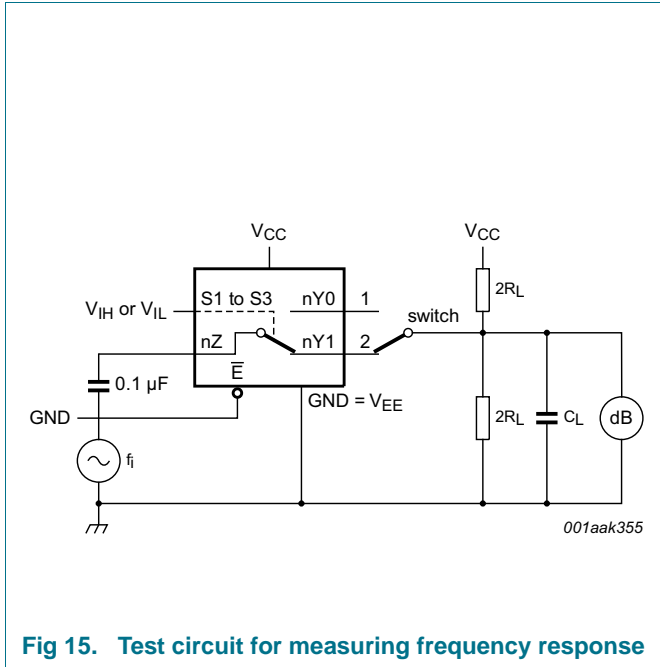 VCC VCC
2RL
S1 to S3 nY0 1
VIH or VIL
switch
nZ nY1 2
E̅
0.1 µF
GND = VEE
GND
2RL CL dB
fi
001aak355
Fig 15. Test circuit for measuring frequency response